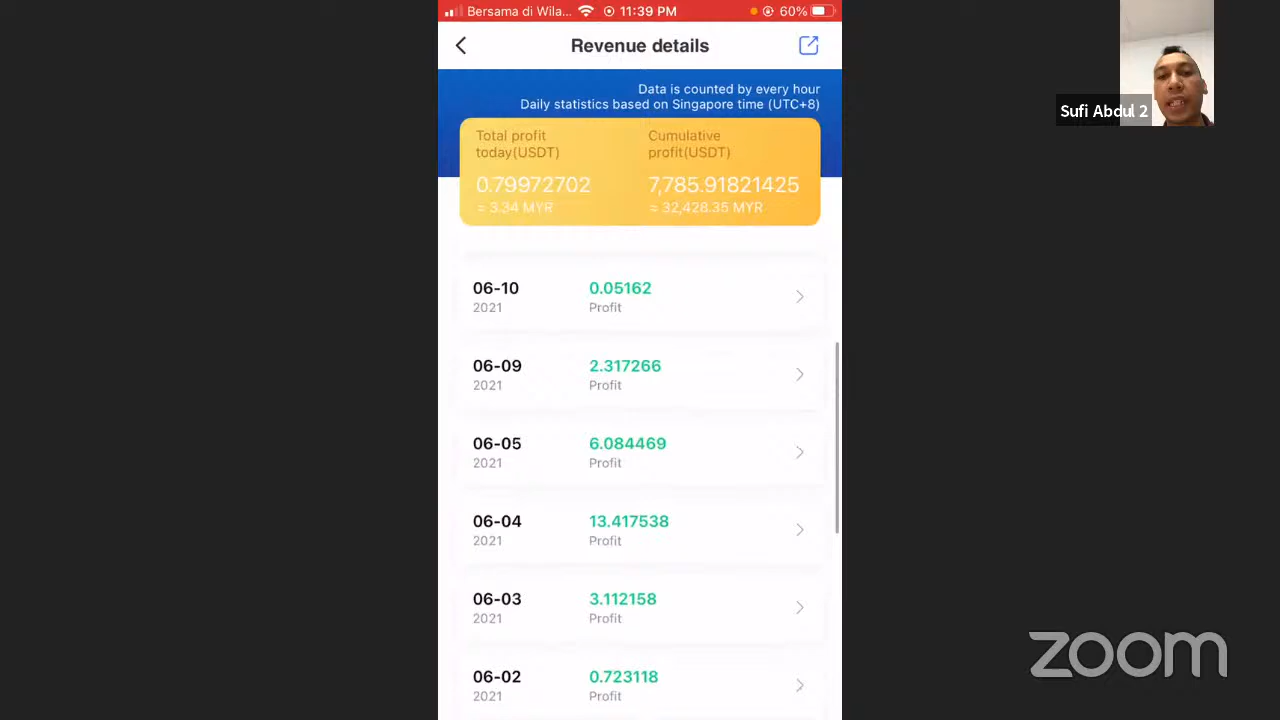 Bersama di Wila... 11:39 PM 60%
Revenue details
Data is counted by every hour
Daily statistics based on Singapore time (UTC+8)
Total profit today(USDT)
0.79972702
≈ 3.34 MYR
Cumulative profit(USDT)
7,785.91821425
≈ 32,428.35 MYR
06-10 0.05162
2021 Profit
06-09 2.317266
2021 Profit
06-05 6.084469
2021 Profit
06-04 13.417538
2021 Profit
06-03 3.112158
2021 Profit
06-02 0.723118
2021 Profit
Sufi Abdul 2
zoom